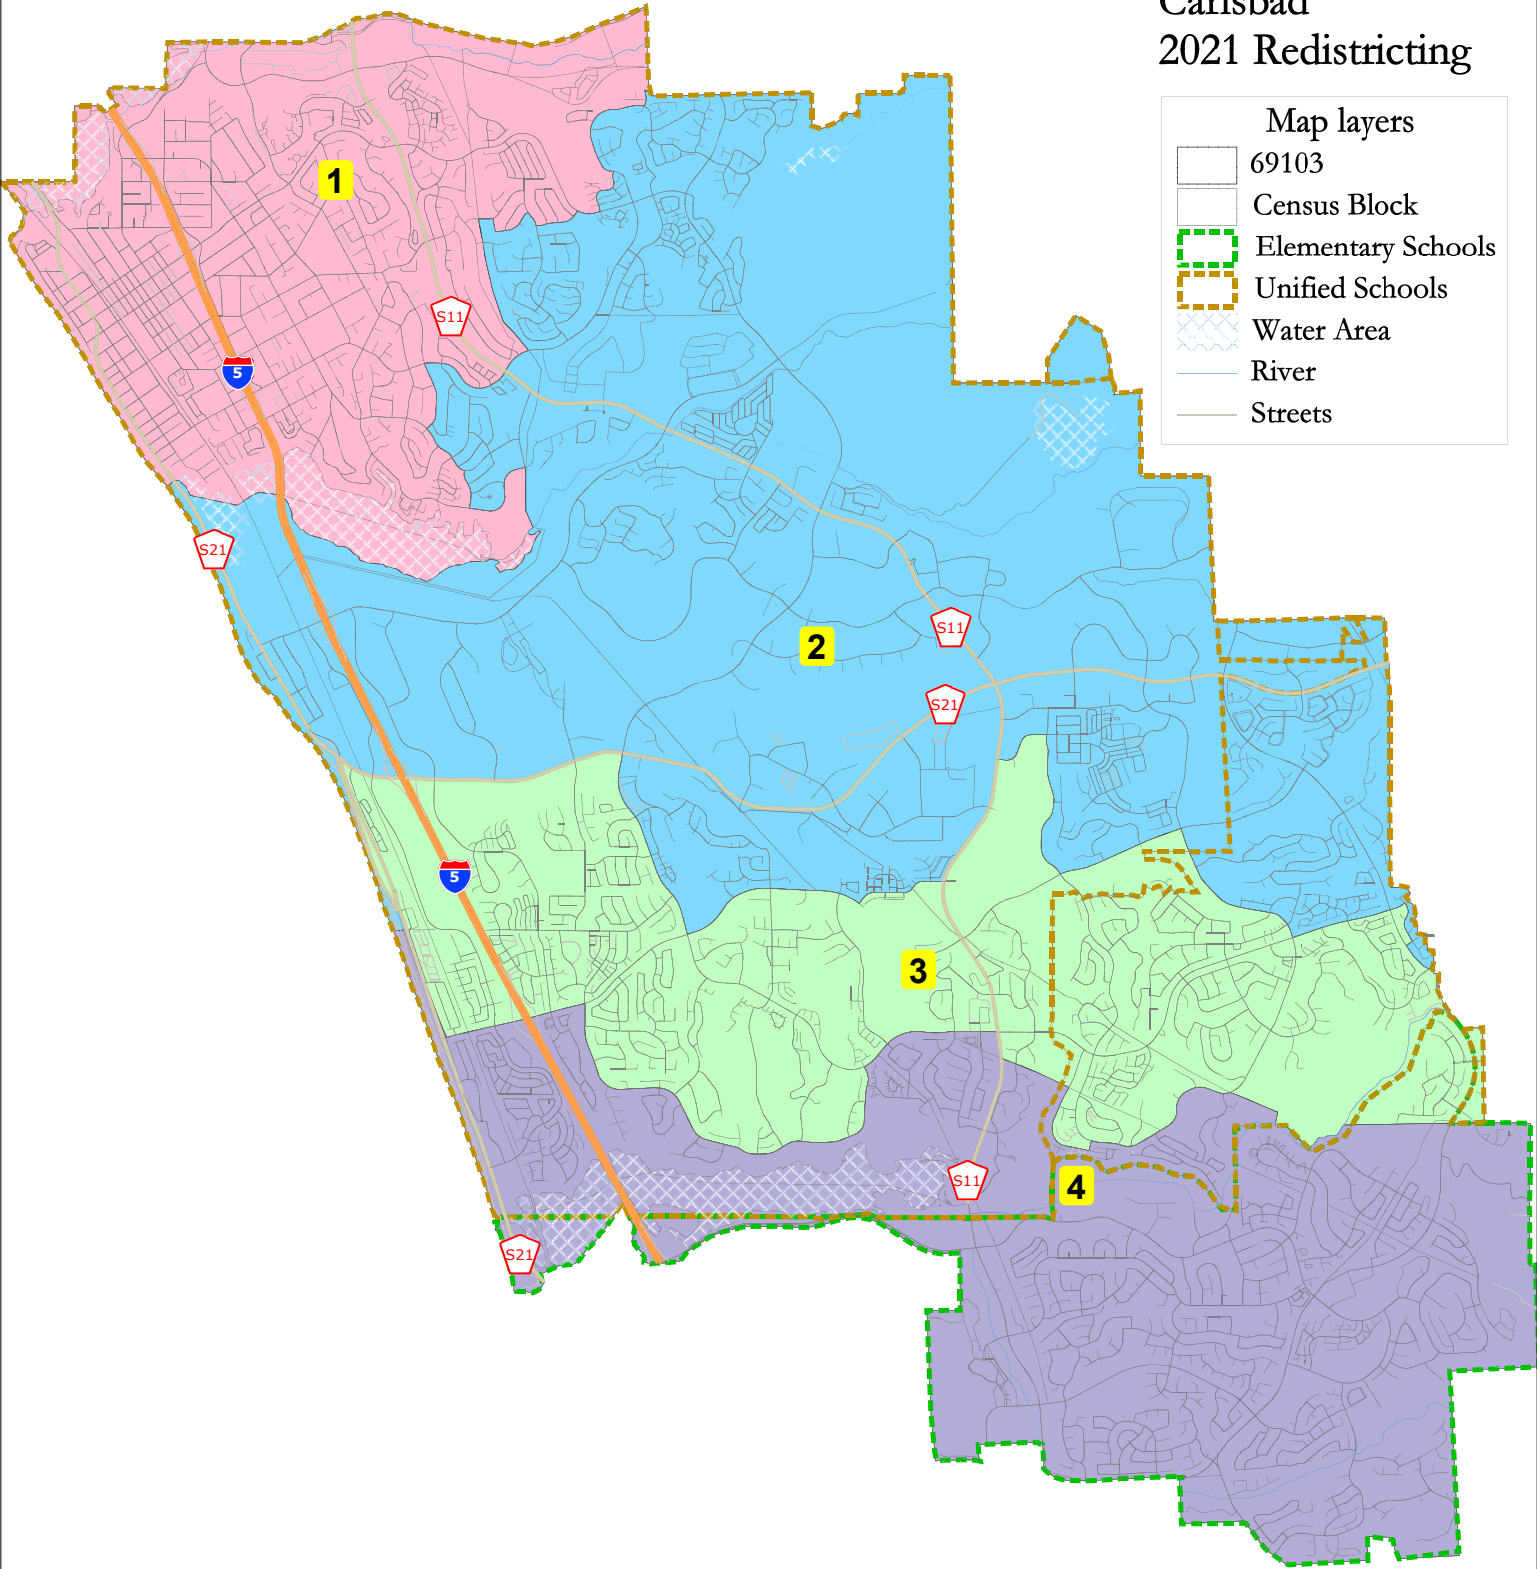 Carlsbad
2021 Redistricting
Map layers
69103
Census Block
Elementary Schools
Unified Schools
Water Area
River
Streets
1
S11
5
S21
2
S11
S21
5
3
S11
4
S21